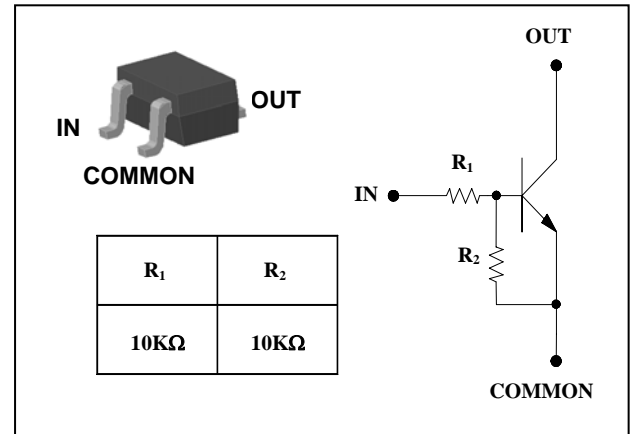 OUT
IN
COMMON
R₁ R₂
10KΩ 10KΩ
OUT
R₁
IN
R₂
COMMON